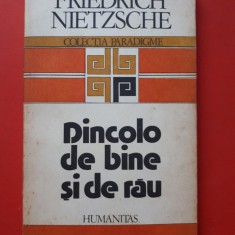 FRIEDRICH
NIETZSCHE
COLECȚIA PARADIGME
Dincolo
de bine
și de rău
HUMANITAS